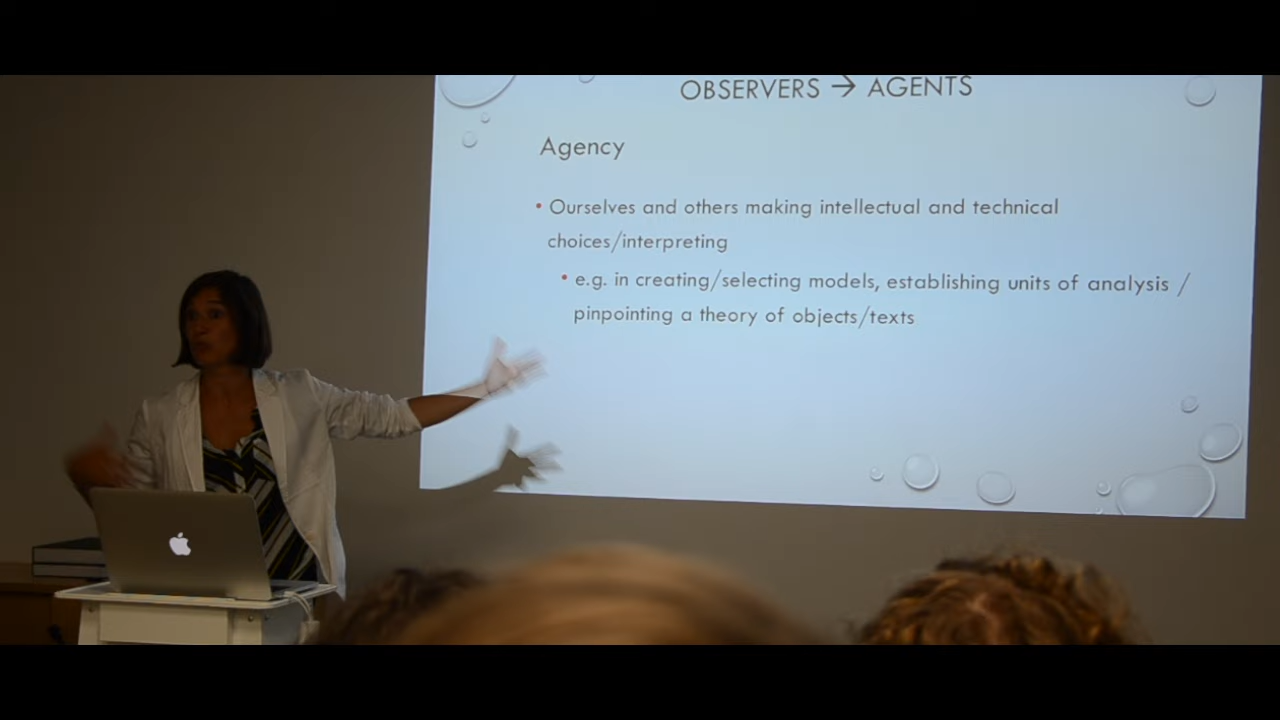 OBSERVERS → AGENTS
Agency
• Ourselves and others making intellectual and technical
choices/interpreting
• e.g. in creating/selecting models, establishing units of analysis /
pinpointing a theory of objects/texts